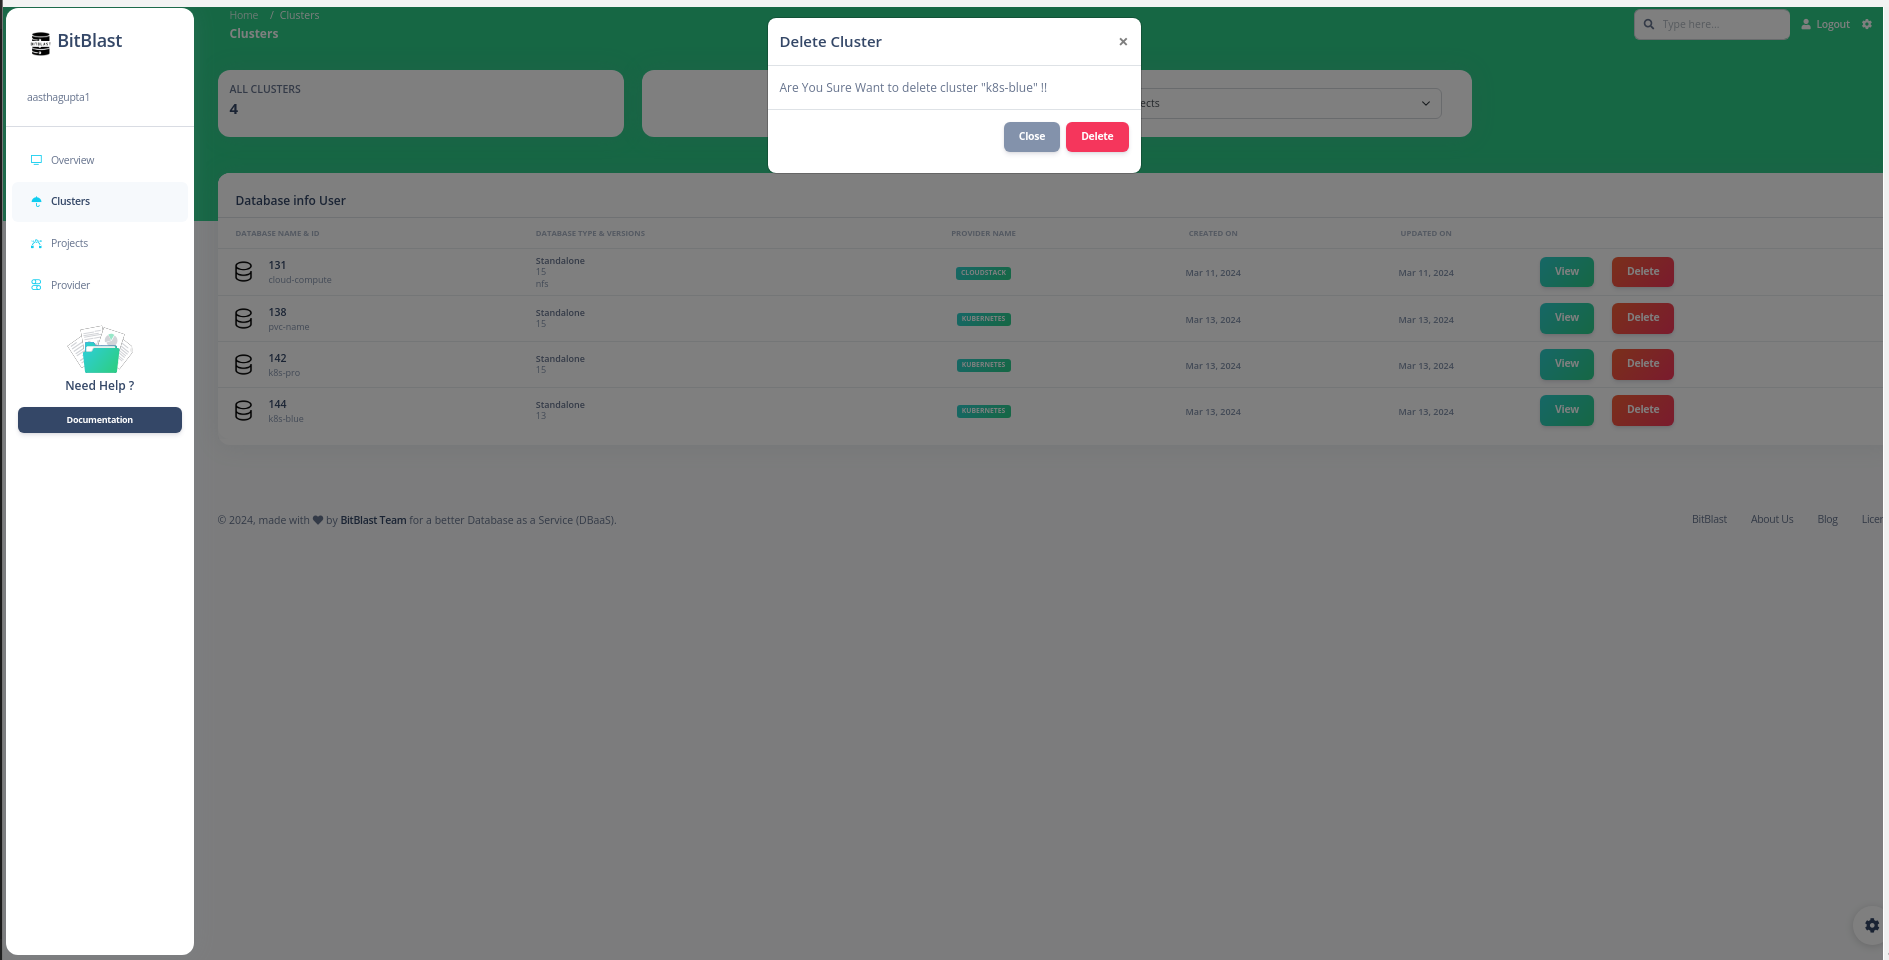 BitBlast
aasthagupta1
Overview
Clusters
Projects
Provider
Need Help ?
Documentation
Home / Clusters
Clusters
Type here...
Logout
ALL CLUSTERS
4
ects
Delete Cluster ×
Are You Sure Want to delete cluster "k8s-blue" !!
Close Delete
Database info User
DATABASE NAME & ID DATABASE TYPE & VERSIONS PROVIDER NAME CREATED ON UPDATED ON
131
cloud-compute
Standalone
15
nfs
CLOUDSTACK
Mar 11, 2024 Mar 11, 2024 View Delete
138
pvc-name
Standalone
15
KUBERNETES
Mar 13, 2024 Mar 13, 2024 View Delete
142
k8s-pro
Standalone
15
KUBERNETES
Mar 13, 2024 Mar 13, 2024 View Delete
144
k8s-blue
Standalone
13
KUBERNETES
Mar 13, 2024 Mar 13, 2024 View Delete
© 2024, made with ♥ by BitBlast Team for a better Database as a Service (DBaaS).
BitBlast About Us Blog Licen